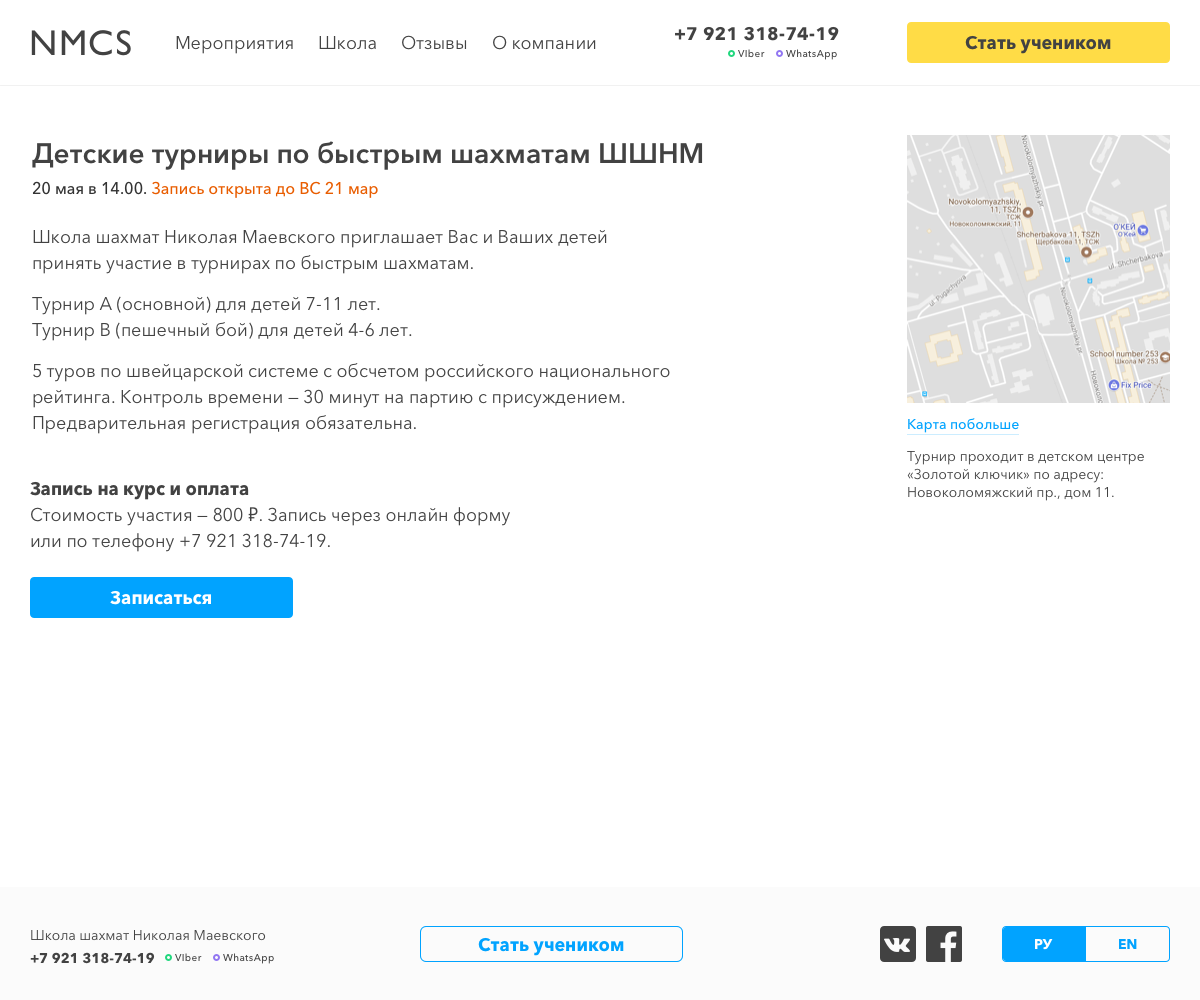 NMCS
Мероприятия Школа Отзывы О компании
+7 921 318-74-19
VIber WhatsApp
Стать учеником
Детские турниры по быстрым шахматам ШШНМ
20 мая в 14.00. Запись открыта до ВС 21 мар
Школа шахмат Николая Маевского приглашает Вас и Ваших детей
принять участие в турнирах по быстрым шахматам.
Турнир А (основной) для детей 7-11 лет.
Турнир В (пешечный бой) для детей 4-6 лет.
5 туров по швейцарской системе с обсчетом российского национального
рейтинга. Контроль времени — 30 минут на партию с присуждением.
Предварительная регистрация обязательна.
Запись на курс и оплата
Стоимость участия — 800 ₽. Запись через онлайн форму
или по телефону +7 921 318-74-19.
Записаться
Novokolomyazhskiy pr
Novokolomyazhskiy,
11, TSZh
ТСЖ
Новоколомяжский, 11
О'КЕЙ
О'Кей
Shcherbakova 11, TSZh
Щербакова 11, ТСЖ
ul. Shcherbakova
ul. Pugachyova
Novokolomyazhskiy pr.
School number 253
Школа № 253
Fix Price
Новокол
Карта побольше
Турнир проходит в детском центре
«Золотой ключик» по адресу:
Новоколомяжский пр., дом 11.
Школа шахмат Николая Маевского
+7 921 318-74-19 VIber WhatsApp
Стать учеником
РУ EN